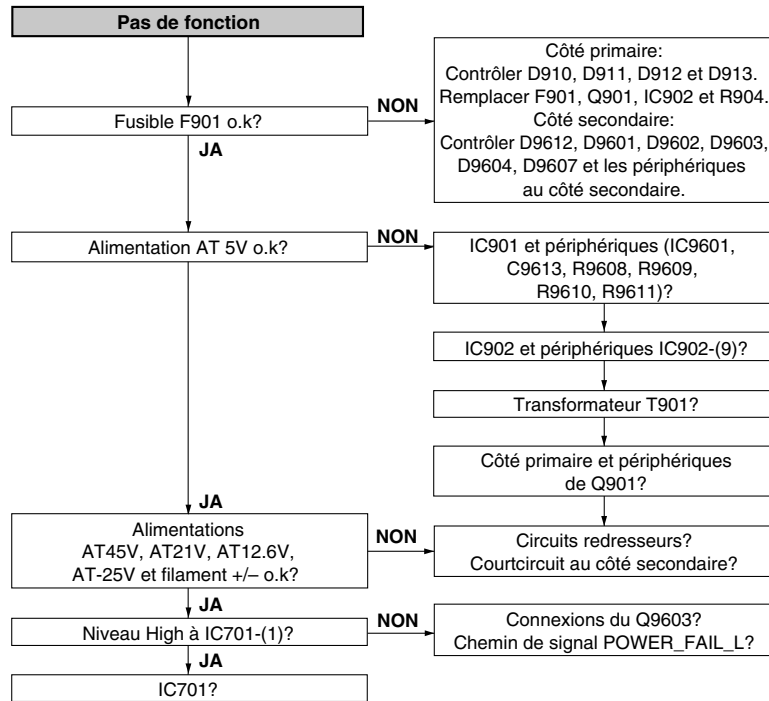 Pas de fonction
Fusible F901 o.k?
NON
Côté primaire:
Contrôler D910, D911, D912 et D913.
Remplacer F901, Q901, IC902 et R904.
Côté secondaire:
Contrôler D9612, D9601, D9602, D9603,
D9604, D9607 et les périphériques
au côté secondaire.
JA
Alimentation AT 5V o.k?
NON
IC901 et périphériques (IC9601,
C9613, R9608, R9609,
R9610, R9611)?
IC902 et périphériques IC902-(9)?
Transformateur T901?
Côté primaire et périphériques
de Q901?
JA
Alimentations
AT45V, AT21V, AT12.6V,
AT-25V et filament +/– o.k?
NON
Circuits redresseurs?
Courtcircuit au côté secondaire?
JA
Niveau High à IC701-(1)?
NON
Connexions du Q9603?
Chemin de signal POWER_FAIL_L?
JA
IC701?